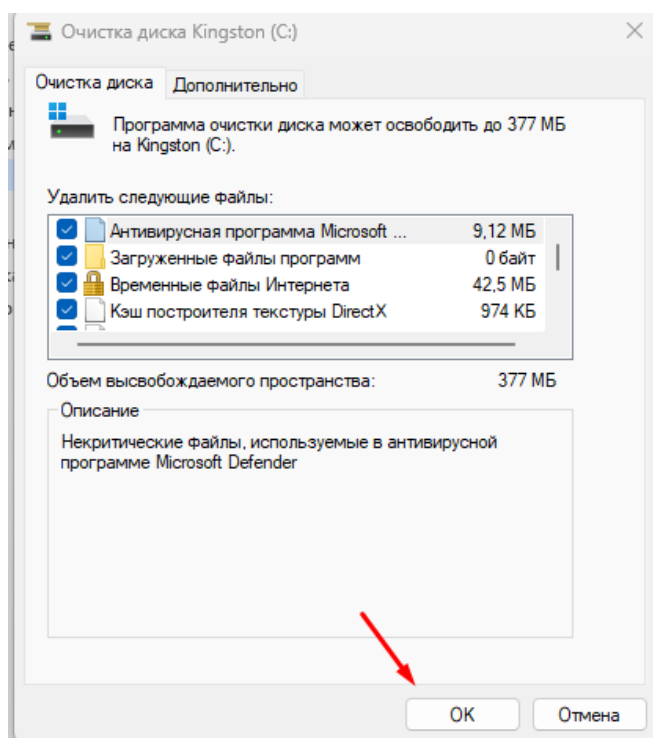 Очистка диска Kingston (C:)
Очистка диска Дополнительно
Программа очистки диска может освободить до 377 МБ
на Kingston (C:).
Удалить следующие файлы:
Антивирусная программа Microsoft ... 9,12 МБ
Загруженные файлы программ 0 байт
Временные файлы Интернета 42,5 МБ
Кэш построителя текстуры DirectX 974 КБ
Объем высвобождаемого пространства: 377 МБ
Описание
Некритические файлы, используемые в антивирусной
программе Microsoft Defender
OK Отмена